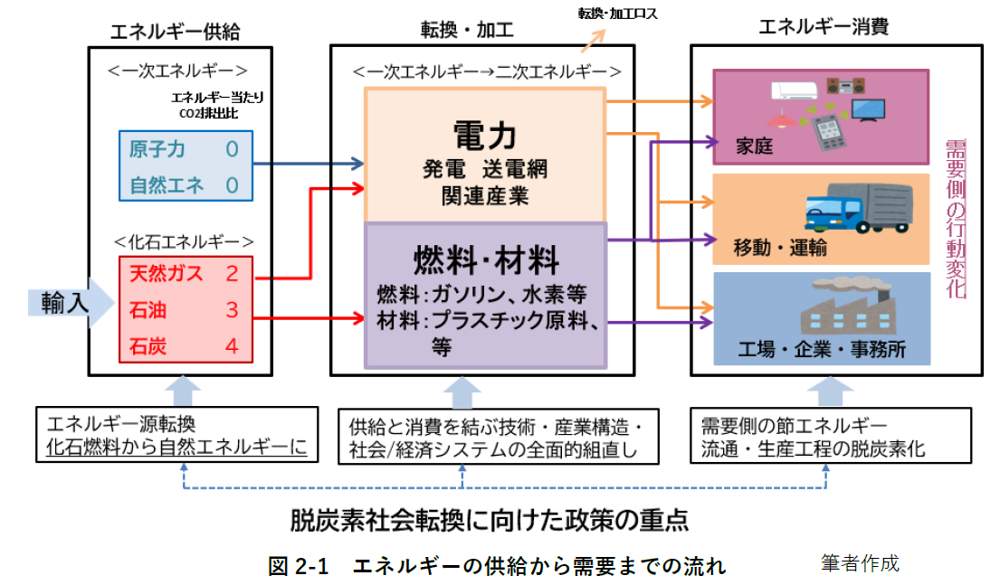 エネルギー供給
<一次エネルギー>
エネルギー当たり
CO2排出比
原子力 0
自然エネ 0
<化石エネルギー>
天然ガス 2
石油 3
石炭 4
輸入
転換・加工
転換・加工ロス
<一次エネルギー→二次エネルギー>
電力
発電 送電網
関連産業
燃料・材料
燃料:ガソリン、水素等
材料:プラスチック原料、
等
エネルギー消費
家庭
移動・運輸
工場・企業・事務所
需要側の行動変化
エネルギー源転換
化石燃料から自然エネルギーに
供給と消費を結ぶ技術・産業構造・
社会/経済システムの全面的組直し
需要側の節エネルギー
流通・生産工程の脱炭素化
脱炭素社会転換に向けた政策の重点
図 2-1 エネルギーの供給から需要までの流れ
筆者作成